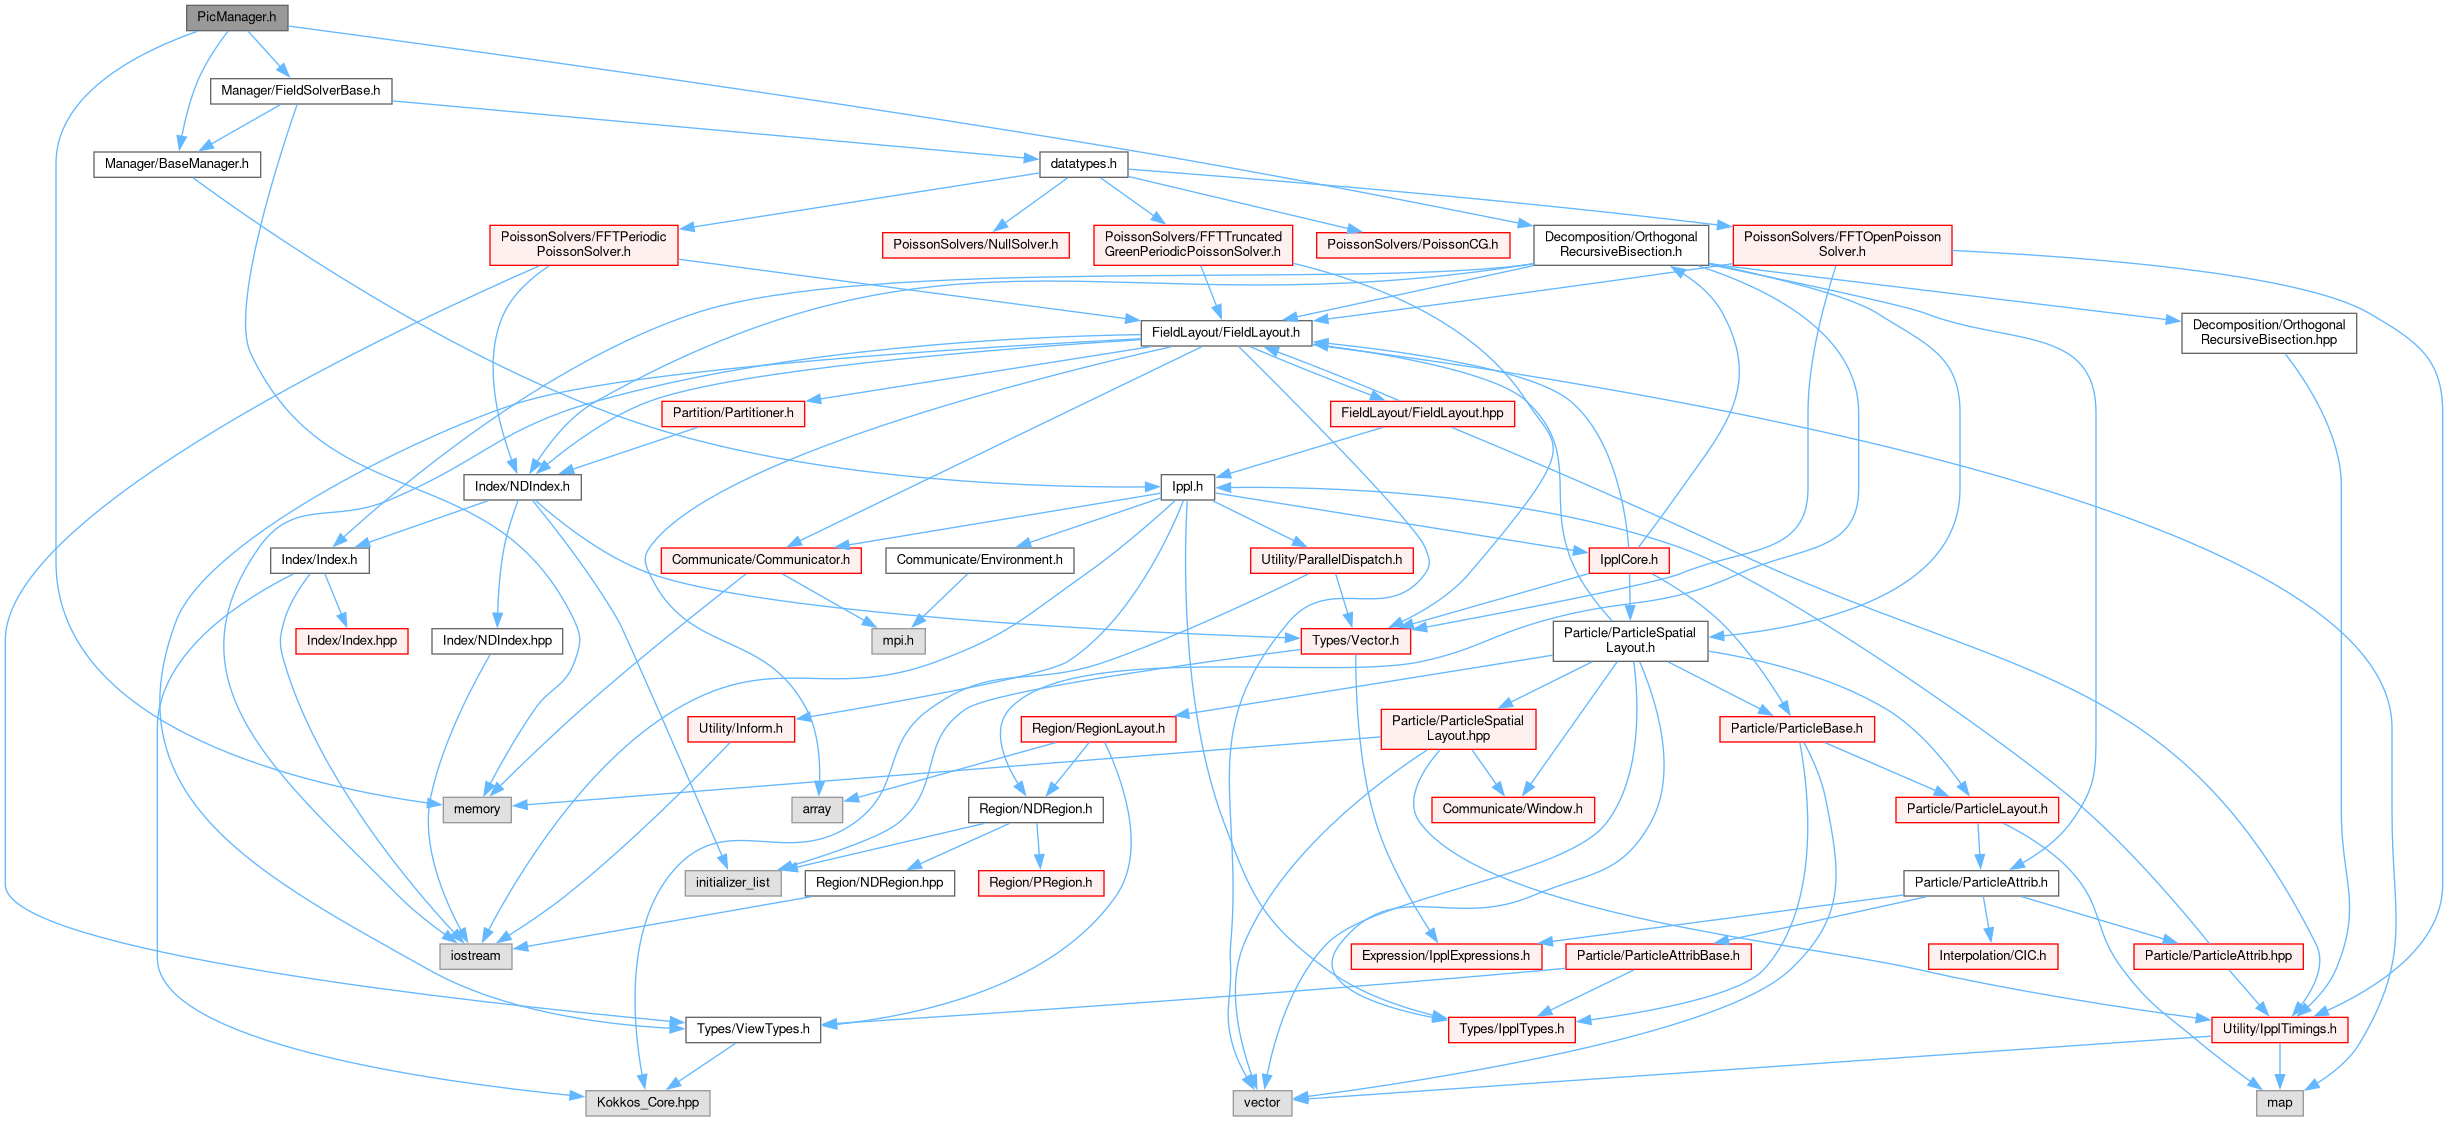 PicManager.h
Manager/FieldSolverBase.h
Manager/BaseManager.h
datatypes.h
PoissonSolvers/FFTPeriodic
PoissonSolver.h
PoissonSolvers/NullSolver.h
PoissonSolvers/FFTTruncated
GreenPeriodicPoissonSolver.h
PoissonSolvers/PoissonCG.h
Decomposition/Orthogonal
RecursiveBisection.h
PoissonSolvers/FFTOpenPoisson
Solver.h
FieldLayout/FieldLayout.h
Decomposition/Orthogonal
RecursiveBisection.hpp
Partition/Partitioner.h
FieldLayout/FieldLayout.hpp
Index/NDIndex.h
Ippl.h
Index/Index.h
Communicate/Communicator.h
Communicate/Environment.h
Utility/ParallelDispatch.h
IpplCore.h
Index/Index.hpp
Index/NDIndex.hpp
mpi.h
Types/Vector.h
Particle/ParticleSpatial
Layout.h
Utility/Inform.h
Region/RegionLayout.h
Particle/ParticleSpatial
Layout.hpp
Particle/ParticleBase.h
memory
array
Region/NDRegion.h
Communicate/Window.h
Particle/ParticleLayout.h
initializer_list
Region/NDRegion.hpp
Region/PRegion.h
Particle/ParticleAttrib.h
iostream
Expression/IpplExpressions.h
Particle/ParticleAttribBase.h
Interpolation/CIC.h
Particle/ParticleAttrib.hpp
Types/ViewTypes.h
Types/IpplTypes.h
Utility/IpplTimings.h
Kokkos_Core.hpp
vector
map